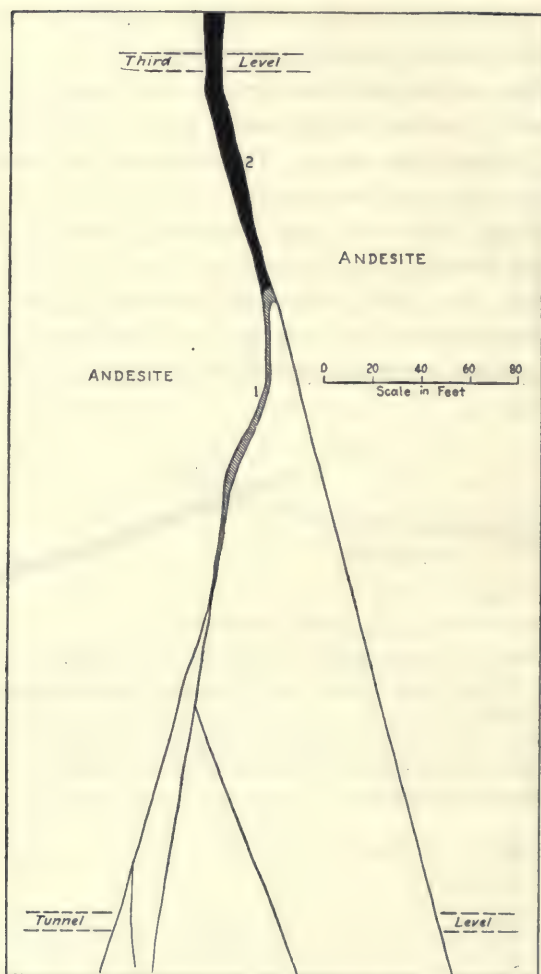 Third Level
2
ANDESITE
0 20 40 60 80
Scale in Feet
ANDESITE
1
Tunnel Level